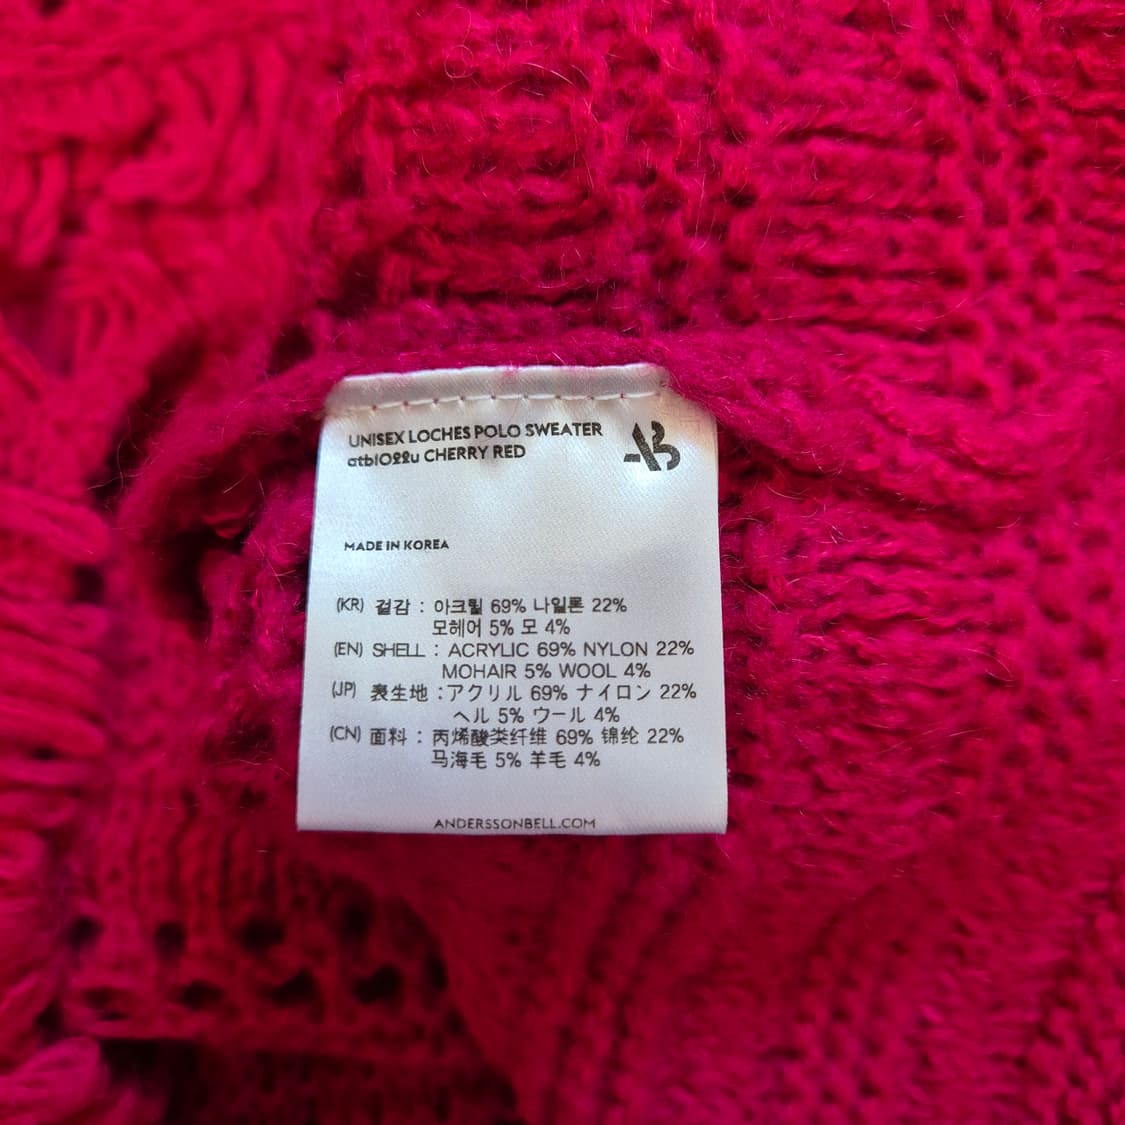 UNISEX LOCHES POLO SWEATER
atb1022u CHERRY RED
AB
MADE IN KOREA
(KR) 겉감 : 아크릴 69% 나일론 22%
모헤어 5% 모 4%
(EN) SHELL : ACRYLIC 69% NYLON 22%
MOHAIR 5% WOOL 4%
(JP) 表生地 :アクリル 69% ナイロン 22%
ヘル 5% ウール 4%
(CN) 面料 : 丙烯酸类纤维 69% 锦纶 22%
马海毛 5% 羊毛 4%
ANDERSSONBELL.COM